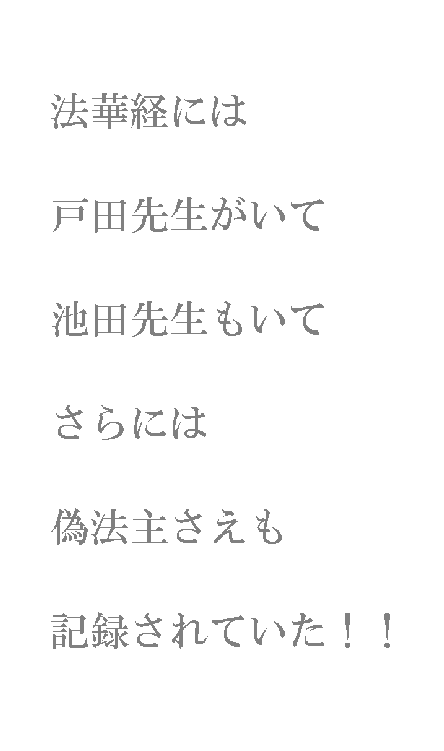 法華経には
戸田先生がいて
池田先生もいて
さらには
偽法主さえも
記録されていた！！